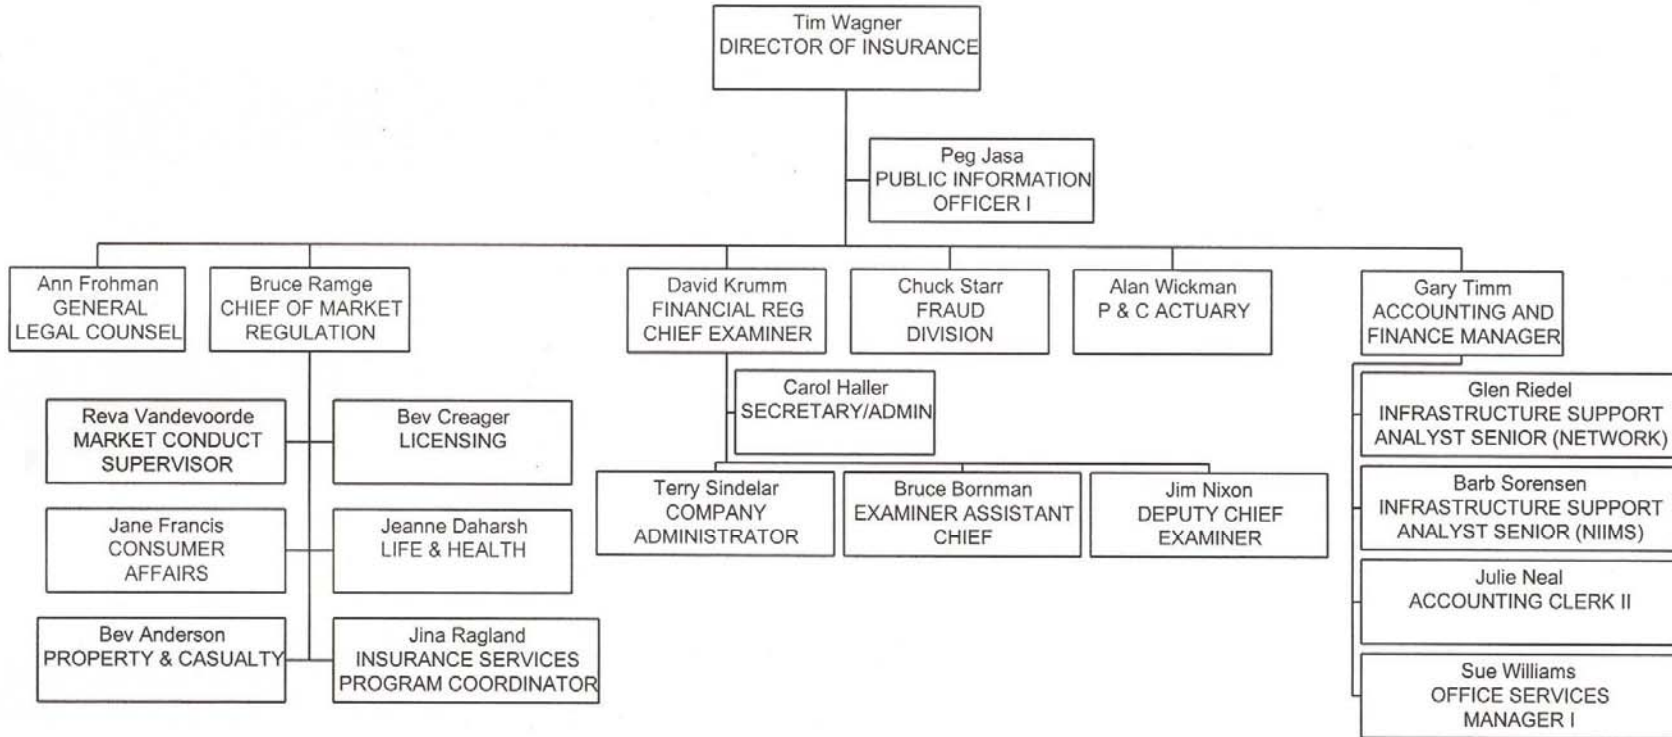 Tim Wagner
DIRECTOR OF INSURANCE
Peg Jasa
PUBLIC INFORMATION
OFFICER I
Ann Frohman
GENERAL
LEGAL COUNSEL
Bruce Ramge
CHIEF OF MARKET
REGULATION
David Krumm
FINANCIAL REG
CHIEF EXAMINER
Chuck Starr
FRAUD
DIVISION
Alan Wickman
P & C ACTUARY
Gary Timm
ACCOUNTING AND
FINANCE MANAGER
Reva Vandevoorde
MARKET CONDUCT
SUPERVISOR
Bev Creager
LICENSING
Jane Francis
CONSUMER
AFFAIRS
Jeanne Daharsh
LIFE & HEALTH
Bev Anderson
PROPERTY & CASUALTY
Jina Ragland
INSURANCE SERVICES
PROGRAM COORDINATOR
Carol Haller
SECRETARY/ADMIN
Terry Sindelar
COMPANY
ADMINISTRATOR
Bruce Bornman
EXAMINER ASSISTANT
CHIEF
Jim Nixon
DEPUTY CHIEF
EXAMINER
Glen Riedel
INFRASTRUCTURE SUPPORT
ANALYST SENIOR (NETWORK)
Barb Sorensen
INFRASTRUCTURE SUPPORT
ANALYST SENIOR (NIIMS)
Julie Neal
ACCOUNTING CLERK II
Sue Williams
OFFICE SERVICES
MANAGER I